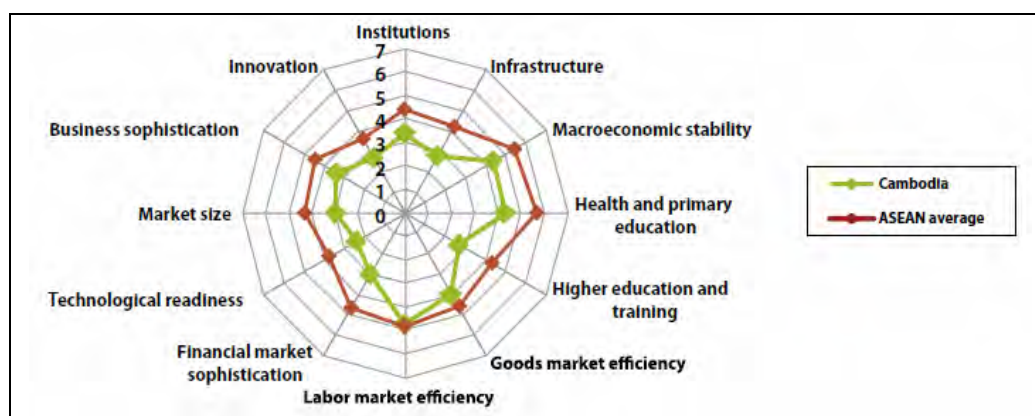 Institutions
7
6
5
4
3
2
1
0
Infrastructure
Macroeconomic stability
Health and primary
education
Higher education and
training
Goods market efficiency
Labor market efficiency
Financial market
sophistication
Technological readiness
Market size
Business sophistication
Innovation
Cambodia
ASEAN average